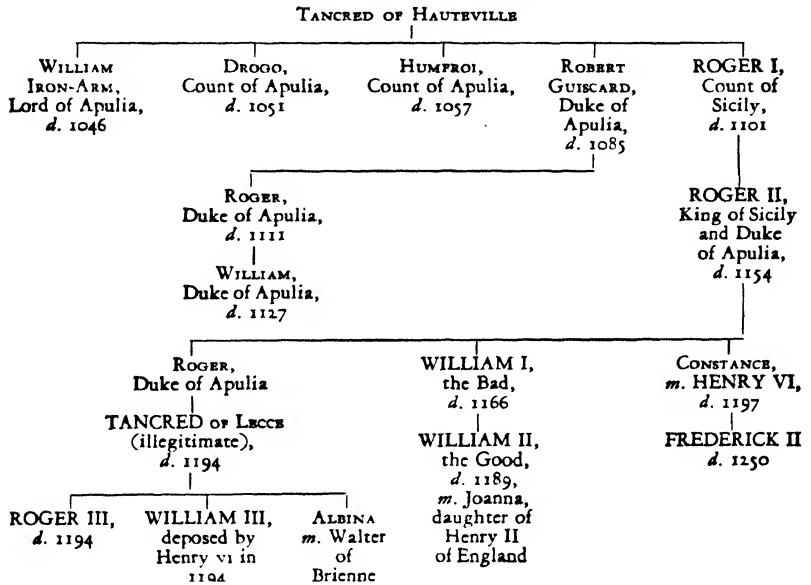 TANCRED OF HAUTEVILLE
WILLIAM
IRON-ARM,
Lord of Apulia,
d. 1046
DROGO,
Count of Apulia,
d. 1051
HUMFROI,
Count of Apulia,
d. 1057
ROBERT
GUISCARD,
Duke of
Apulia,
d. 1085
ROGER I,
Count of
Sicily,
d. 1101
ROGER,
Duke of Apulia,
d. 1111
WILLIAM,
Duke of Apulia,
d. 1127
ROGER II,
King of Sicily
and Duke
of Apulia,
d. 1154
ROGER,
Duke of Apulia
TANCRED OF LECCE
(illegitimate),
d. 1194
WILLIAM I,
the Bad,
d. 1166
WILLIAM II,
the Good,
d. 1189,
m. Joanna,
daughter of
Henry II
of England
CONSTANCE,
m. HENRY VI,
d. 1197
FREDERICK II
d. 1250
ROGER III,
d. 1194
WILLIAM III,
deposed by
Henry VI in
1194
ALBINA
m. Walter
of
Brienne